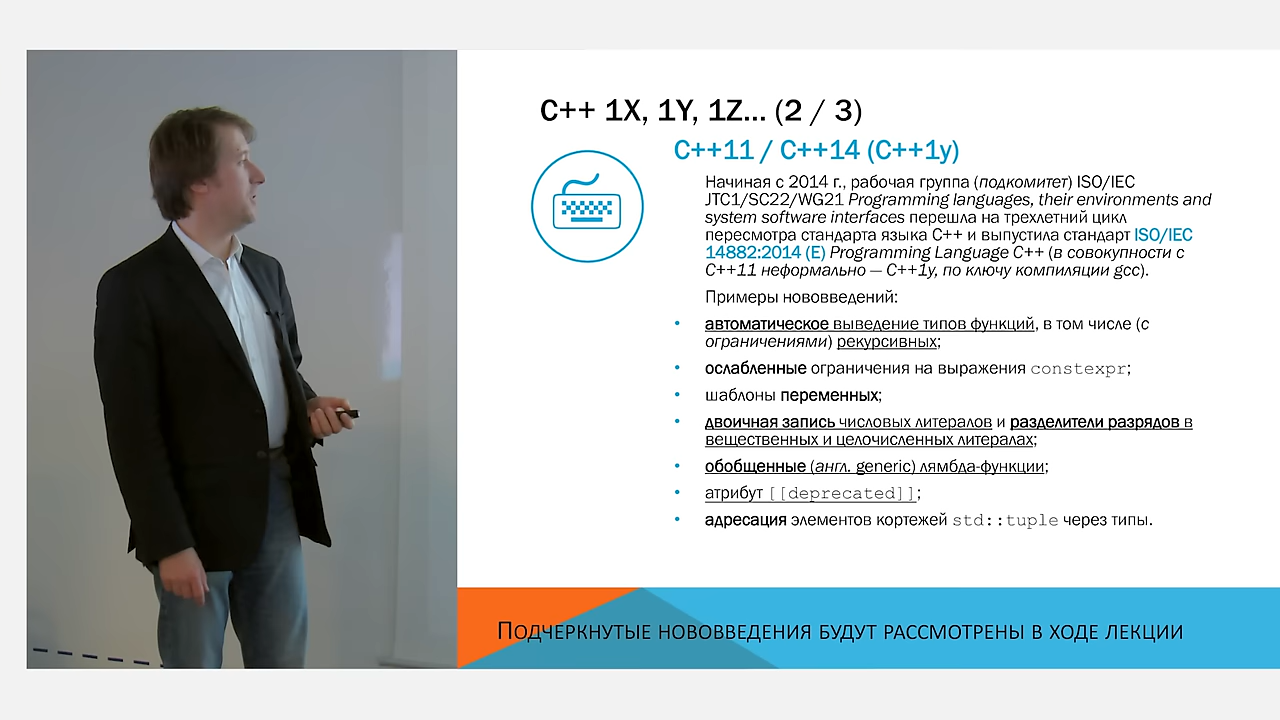 C++ 1X, 1Y, 1Z... (2 / 3)
C++11 / C++14 (C++1y)
Начиная с 2014 г., рабочая группа (подкомитет) ISO/IEC
JTC1/SC22/WG21 Programming languages, their environments and
system software interfaces перешла на трехлетний цикл
пересмотра стандарта языка C++ и выпустила стандарт ISO/IEC
14882:2014 (E) Programming Language C++ (в совокупности с
C++11 неформально — C++1y, по ключу компиляции gcc).
Примеры нововведений:
• автоматическое выведение типов функций, в том числе (с
ограничениями) рекурсивных;
• ослабленные ограничения на выражения constexpr;
• шаблоны переменных;
• двоичная запись числовых литералов и разделители разрядов в
вещественных и целочисленных литералах;
• обобщенные (англ. generic) лямбда-функции;
• атрибут [[deprecated]];
• адресация элементов кортежей std::tuple через типы.
Подчеркнутые нововведения будут рассмотрены в ходе лекции